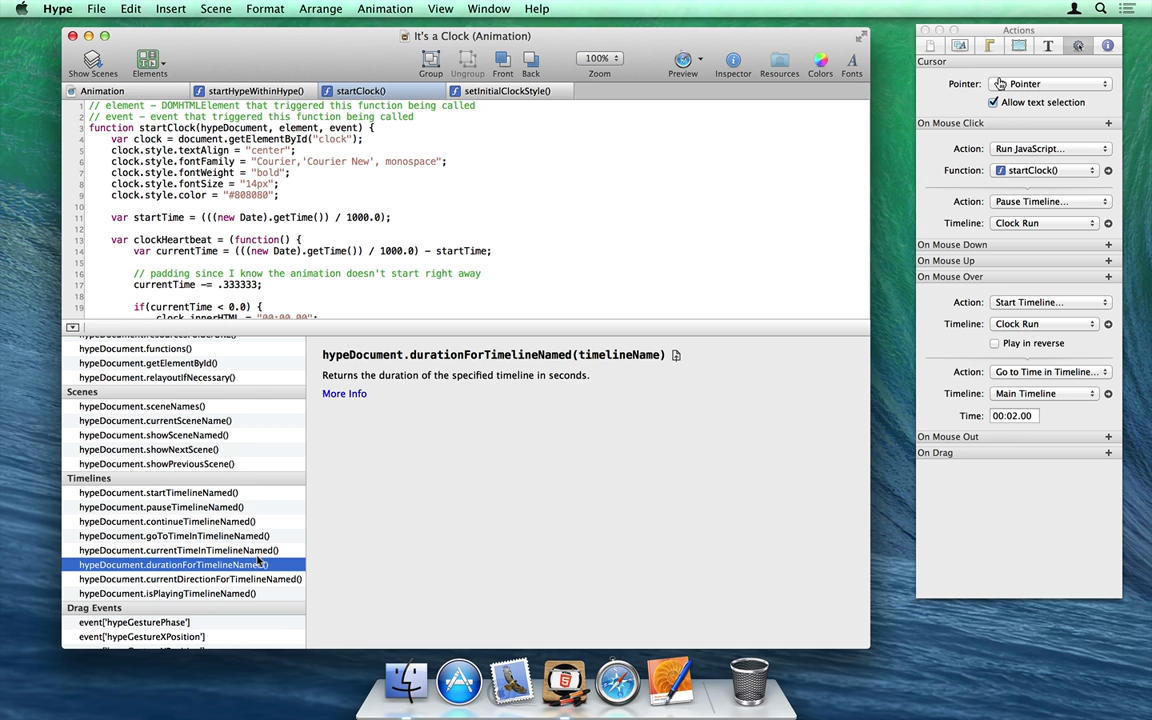 Hype File Edit Insert Scene Format Arrange Animation View Window Help
It's a Clock (Animation)
Show Scenes Elements Group Ungroup Front Back 100% Zoom Preview Inspector Resources Colors Fonts
Animation startHypeWithinHype() startClock() setInitialClockStyle()
1 // element – DOMHTMLElement that triggered this function being called
2 // event – event that triggered this function being called
3 function startClock(hypeDocument, element, event) {
4 var clock = document.getElementById("clock");
5 clock.style.textAlign = "center";
6 clock.style.fontFamily = "Courier,'Courier New', monospace";
7 clock.style.fontWeight = "bold";
8 clock.style.fontSize = "14px";
9 clock.style.color = "#808080";
10
11 var startTime = (((new Date).getTime()) / 1000.0);
12
13 var clockHeartbeat = (function() {
14 var currentTime = (((new Date).getTime()) / 1000.0) – startTime;
15
16 // padding since I know the animation doesn't start right away
17 currentTime –= .333333;
18
19 if(currentTime < 0.0) {
clock.innerHTML = "00:00.00";
hypeDocument.functions()
hypeDocument.getElementById()
hypeDocument.relayoutIfNecessary()
Scenes
hypeDocument.sceneNames()
hypeDocument.currentSceneName()
hypeDocument.showSceneNamed()
hypeDocument.showNextScene()
hypeDocument.showPreviousScene()
Timelines
hypeDocument.startTimelineNamed()
hypeDocument.pauseTimelineNamed()
hypeDocument.continueTimelineNamed()
hypeDocument.goToTimeInTimelineNamed()
hypeDocument.currentTimeInTimelineNamed()
hypeDocument.durationForTimelineNamed()
hypeDocument.currentDirectionForTimelineNamed()
hypeDocument.isPlayingTimelineNamed()
Drag Events
event['hypeGesturePhase']
event['hypeGestureXPosition']
hypeDocument.durationForTimelineNamed(timelineName)
Returns the duration of the specified timeline in seconds.
More Info
Actions
Cursor
Pointer: Pointer
Allow text selection
On Mouse Click +
Action: Run JavaScript...
Function: startClock()
Action: Pause Timeline...
Timeline: Clock Run
On Mouse Down +
On Mouse Up +
On Mouse Over +
Action: Start Timeline...
Timeline: Clock Run
Play in reverse
Action: Go to Time in Timeline...
Timeline: Main Timeline
Time: 00:02.00
On Mouse Out +
On Drag +